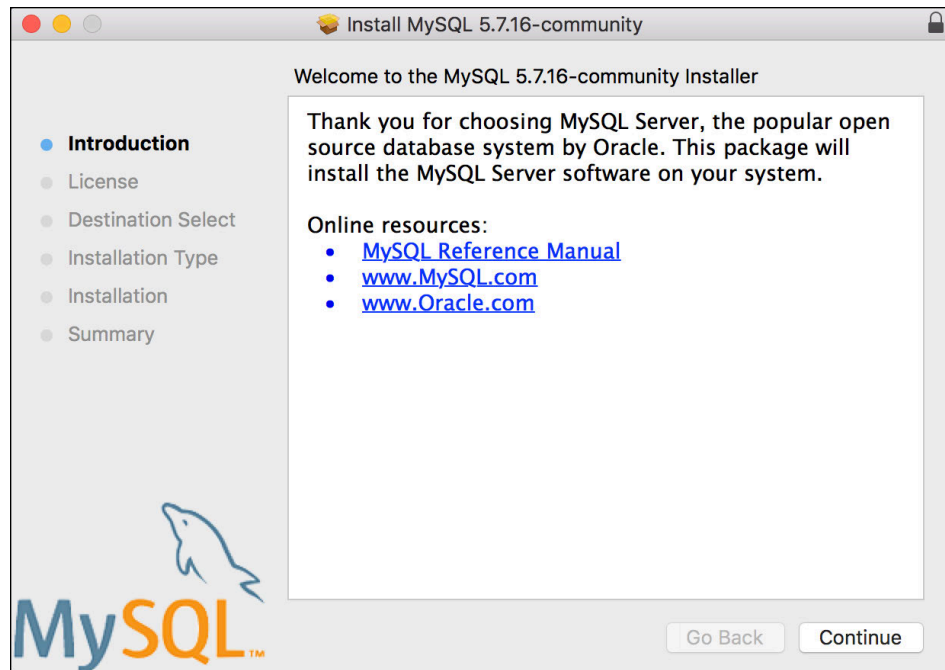 Install MySQL 5.7.16-community
Welcome to the MySQL 5.7.16-community Installer
Introduction
License
Destination Select
Installation Type
Installation
Summary
Thank you for choosing MySQL Server, the popular open
source database system by Oracle. This package will
install the MySQL Server software on your system.
Online resources:
• MySQL Reference Manual
• www.MySQL.com
• www.Oracle.com
MySQL™
Go Back
Continue